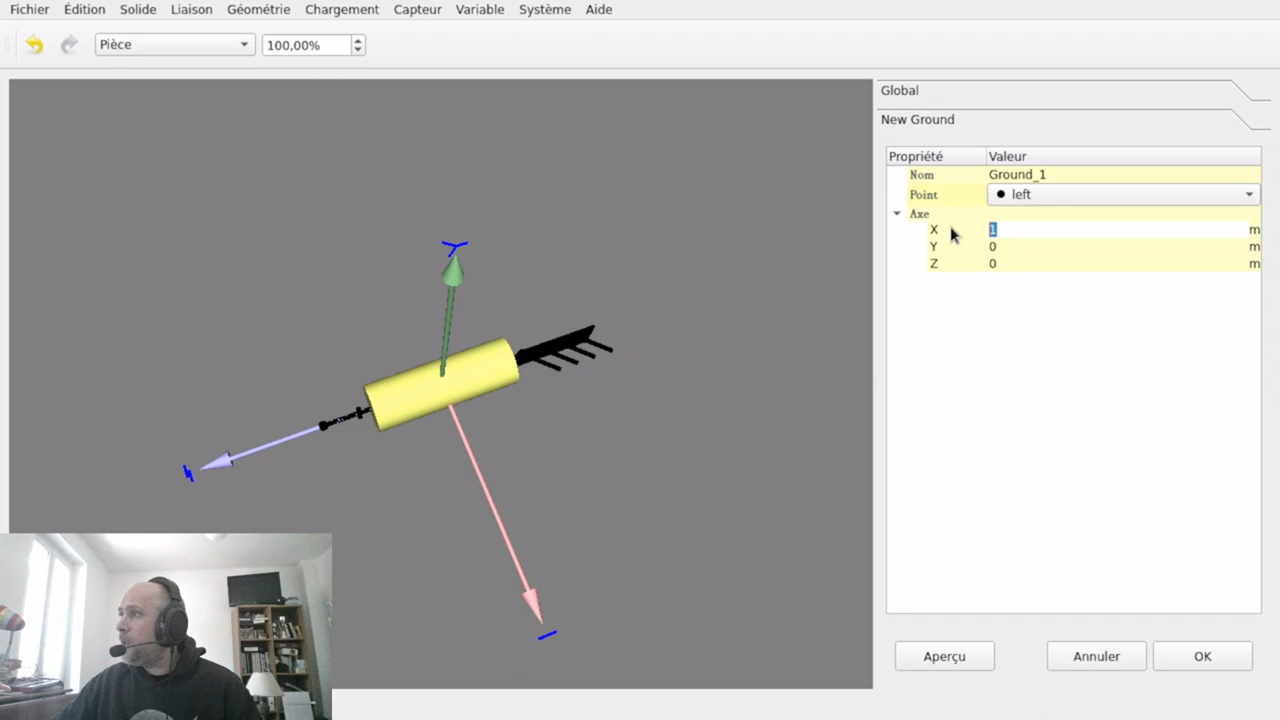 Fichier Édition Solide Liaison Géométrie Chargement Capteur Variable Système Aide
Pièce 100,00%
Global
New Ground
Propriété Valeur
Nom Ground_1
Point left
Axe
X 1 m
Y 0 m
Z 0 m
Aperçu Annuler OK